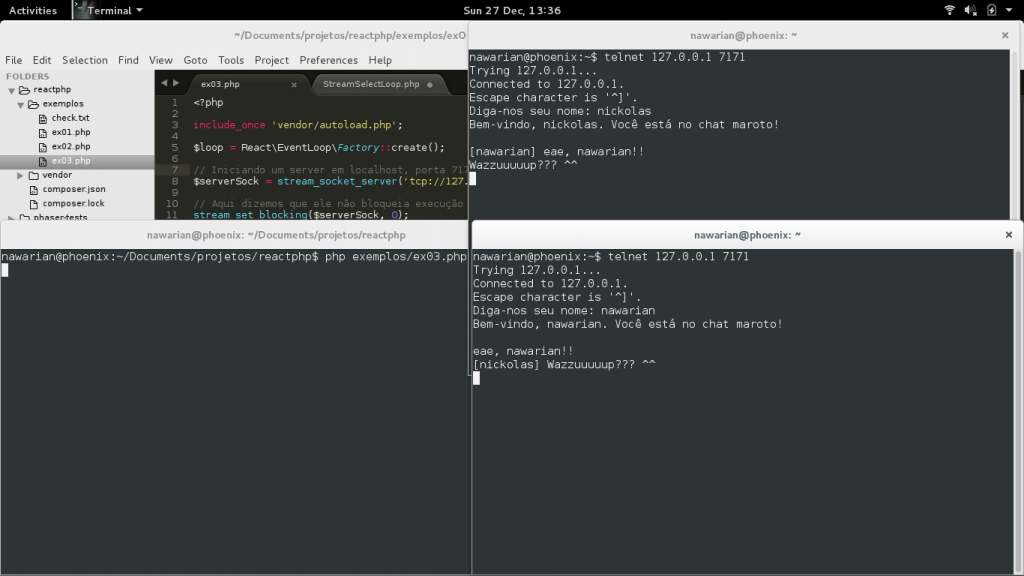 Activities
Terminal
Sun 27 Dec, 13:36
~/Documents/projetos/reactphp/exemplos/ex0
File Edit Selection Find View Goto Tools Project Preferences Help
FOLDERS
reactphp
exemplos
check.txt
ex01.php
ex02.php
ex03.php
vendor
composer.json
composer.lock
phaser-tests
ex03.php
StreamSelectLoop.php
1 <?php
2
3 include_once 'vendor/autoload.php';
4
5 $loop = React\EventLoop\Factory::create();
6
7 // Iniciando um server em localhost, porta 717
8 $serverSock = stream_socket_server('tcp://127.
9
10 // Aqui dizemos que ele não bloqueia execução
11 stream_set_blocking($serverSock, 0);
nawarian@phoenix: ~
nawarian@phoenix:~$ telnet 127.0.0.1 7171
Trying 127.0.0.1...
Connected to 127.0.0.1.
Escape character is '^]'.
Diga-nos seu nome: nickolas
Bem-vindo, nickolas. Você está no chat maroto!
[nawarian] eae, nawarian!!
Wazzuuuuup??? ^^
nawarian@phoenix: ~/Documents/projetos/reactphp
nawarian@phoenix:~/Documents/projetos/reactphp$ php exemplos/ex03.php
nawarian@phoenix: ~
nawarian@phoenix:~$ telnet 127.0.0.1 7171
Trying 127.0.0.1...
Connected to 127.0.0.1.
Escape character is '^]'.
Diga-nos seu nome: nawarian
Bem-vindo, nawarian. Você está no chat maroto!
eae, nawarian!!
[nickolas] Wazzuuuuup??? ^^